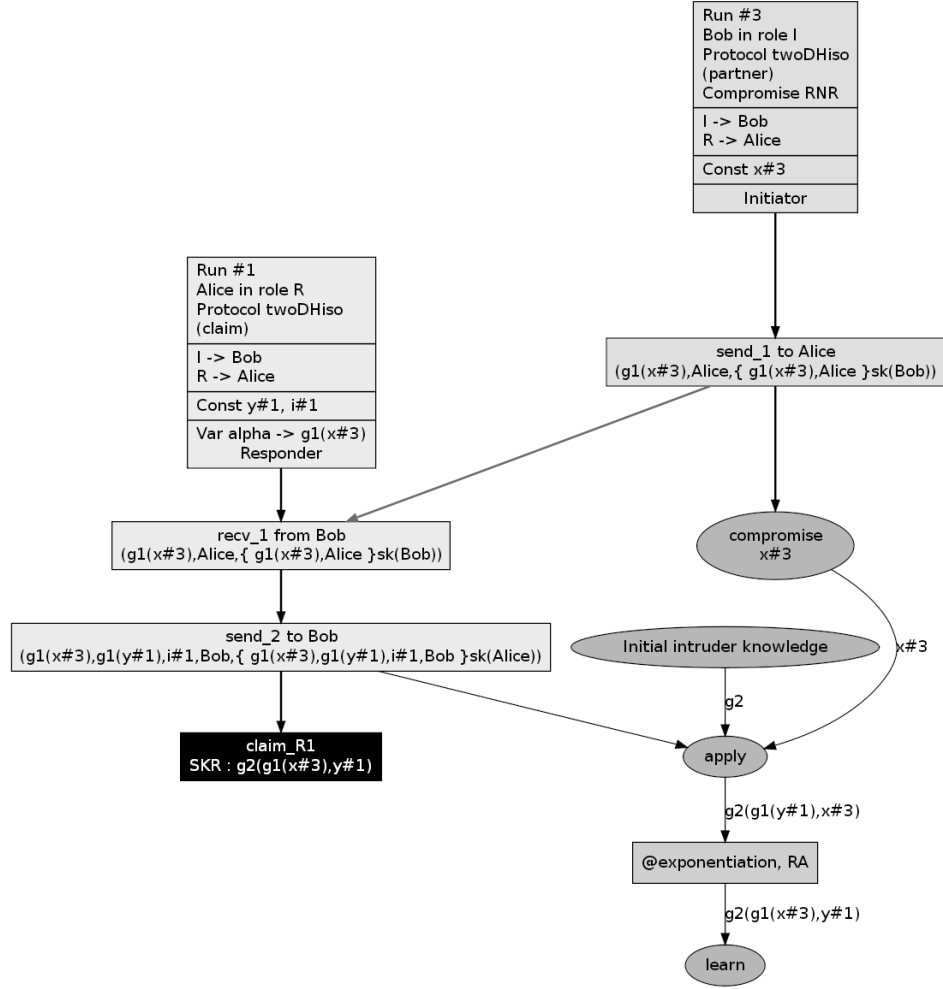 Run #3
Bob in role I
Protocol twoDHiso
(partner)
Compromise RNR
I -> Bob
R -> Alice
Const x#3
Initiator
Run #1
Alice in role R
Protocol twoDHiso
(claim)
I -> Bob
R -> Alice
Const y#1, i#1
Var alpha -> g1(x#3)
Responder
send_1 to Alice
(g1(x#3),Alice,{ g1(x#3),Alice }sk(Bob))
recv_1 from Bob
(g1(x#3),Alice,{ g1(x#3),Alice }sk(Bob))
compromise
x#3
send_2 to Bob
(g1(x#3),g1(y#1),i#1,Bob,{ g1(x#3),g1(y#1),i#1,Bob }sk(Alice))
Initial intruder knowledge
x#3
g2
claim_R1
SKR : g2(g1(x#3),y#1)
apply
g2(g1(y#1),x#3)
@exponentiation, RA
g2(g1(x#3),y#1)
learn